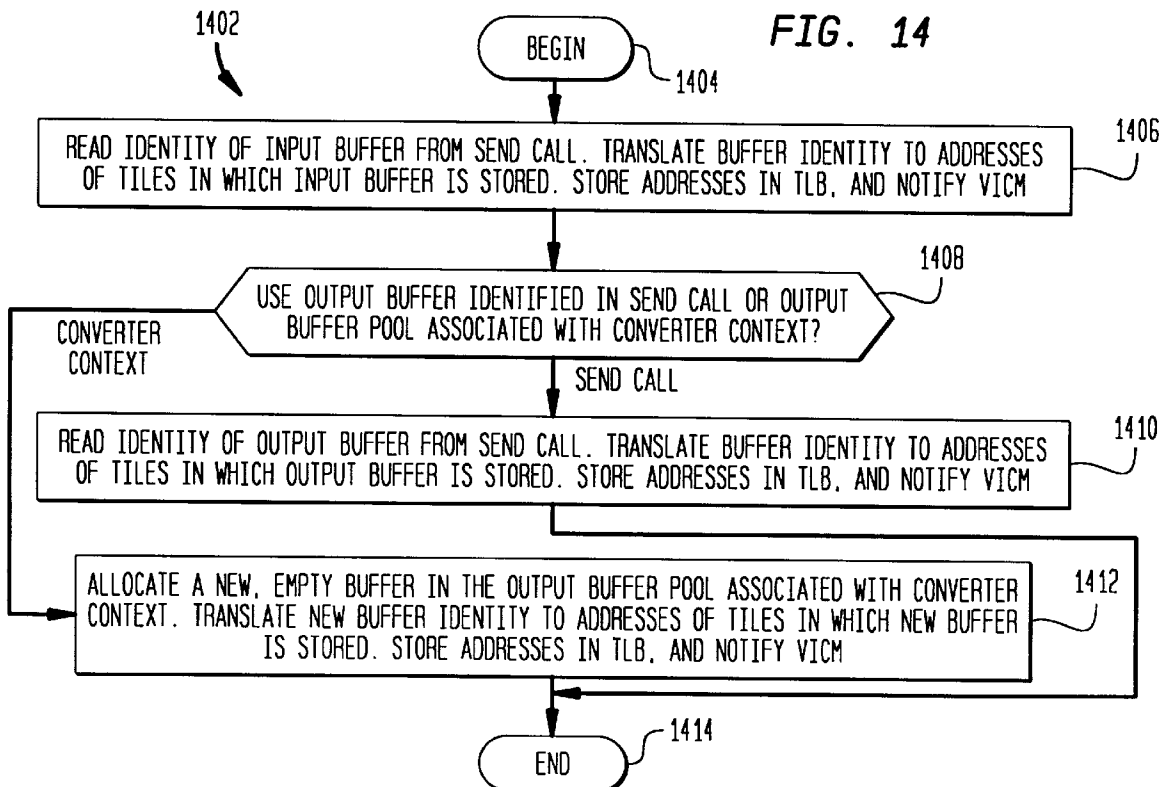 1402
BEGIN
FIG. 14
1404
READ IDENTITY OF INPUT BUFFER FROM SEND CALL. TRANSLATE BUFFER IDENTITY TO ADDRESSES
OF TILES IN WHICH INPUT BUFFER IS STORED. STORE ADDRESSES IN TLB, AND NOTIFY VICM
1406
1408
USE OUTPUT BUFFER IDENTIFIED IN SEND CALL OR OUTPUT
BUFFER POOL ASSOCIATED WITH CONVERTER CONTEXT?
CONVERTER
CONTEXT
SEND CALL
READ IDENTITY OF OUTPUT BUFFER FROM SEND CALL. TRANSLATE BUFFER IDENTITY TO ADDRESSES
OF TILES IN WHICH OUTPUT BUFFER IS STORED. STORE ADDRESSES IN TLB, AND NOTIFY VICM
1410
ALLOCATE A NEW, EMPTY BUFFER IN THE OUTPUT BUFFER POOL ASSOCIATED WITH CONVERTER
CONTEXT. TRANSLATE NEW BUFFER IDENTITY TO ADDRESSES OF TILES IN WHICH NEW BUFFER
IS STORED. STORE ADDRESSES IN TLB, AND NOTIFY VICM
1412
END
1414